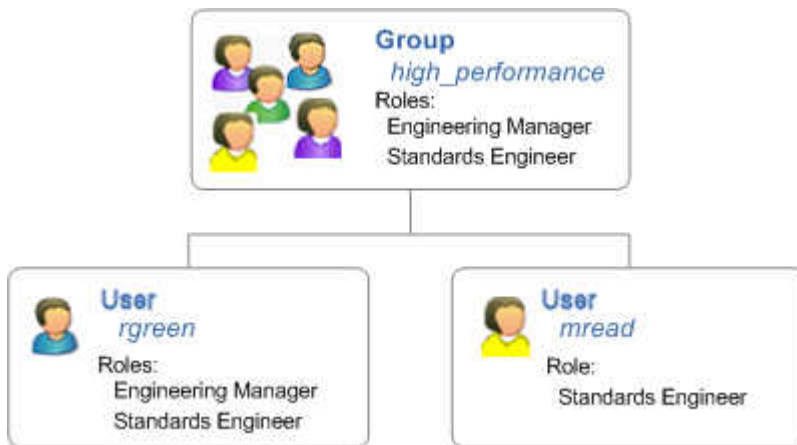 Group
high_performance
Roles:
Engineering Manager
Standards Engineer
User
rgreen
Roles:
Engineering Manager
Standards Engineer
User
mread
Role:
Standards Engineer